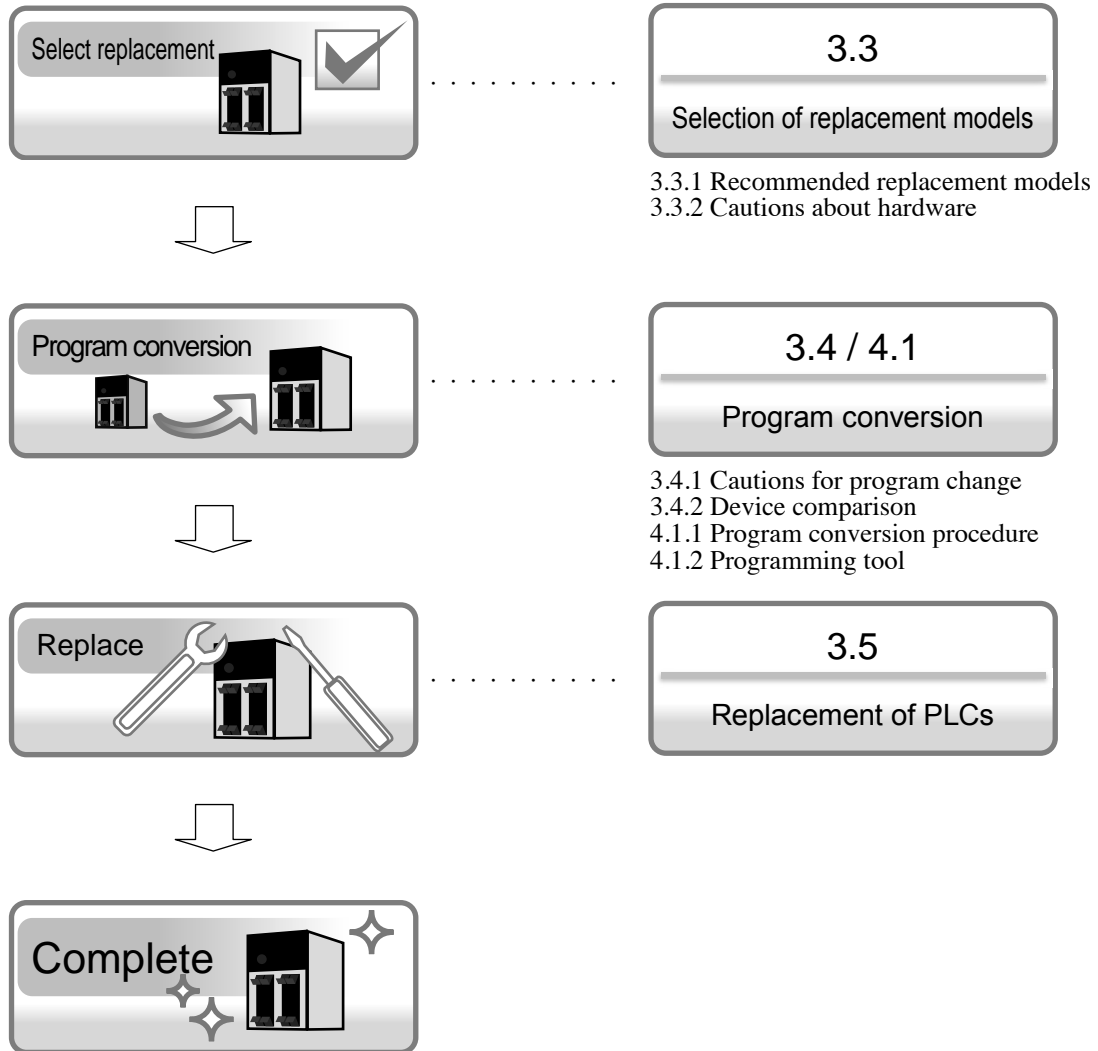 Select replacement
3.3
Selection of replacement models
3.3.1 Recommended replacement models
3.3.2 Cautions about hardware
Program conversion
3.4 / 4.1
Program conversion
3.4.1 Cautions for program change
3.4.2 Device comparison
4.1.1 Program conversion procedure
4.1.2 Programming tool
Replace
3.5
Replacement of PLCs
Complete